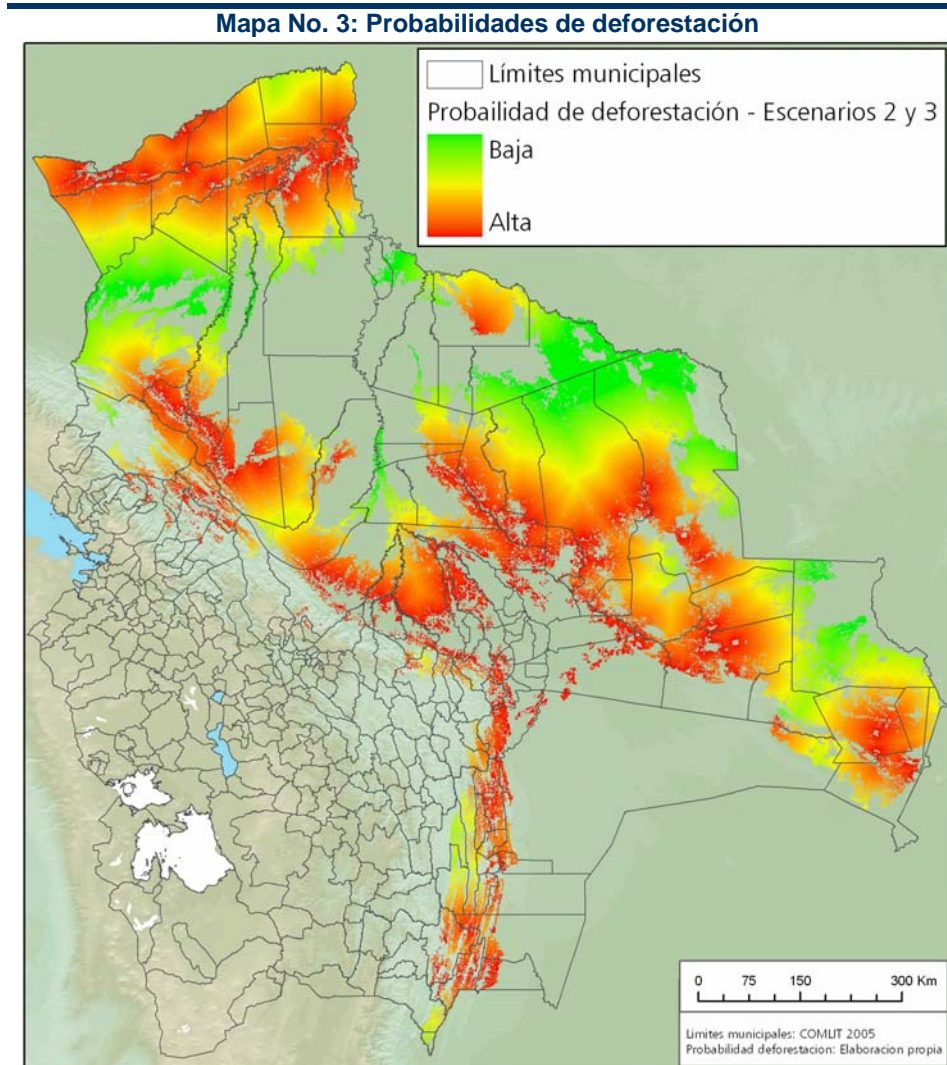 Mapa No. 3: Probabilidades de deforestación
Límites municipales
Probailidad de deforestación - Escenarios 2 y 3
Baja
Alta
0 75 150 300 Km
Limites municipales: COMLIT 2005
Probabilidad deforestacion: Elaboracion propia